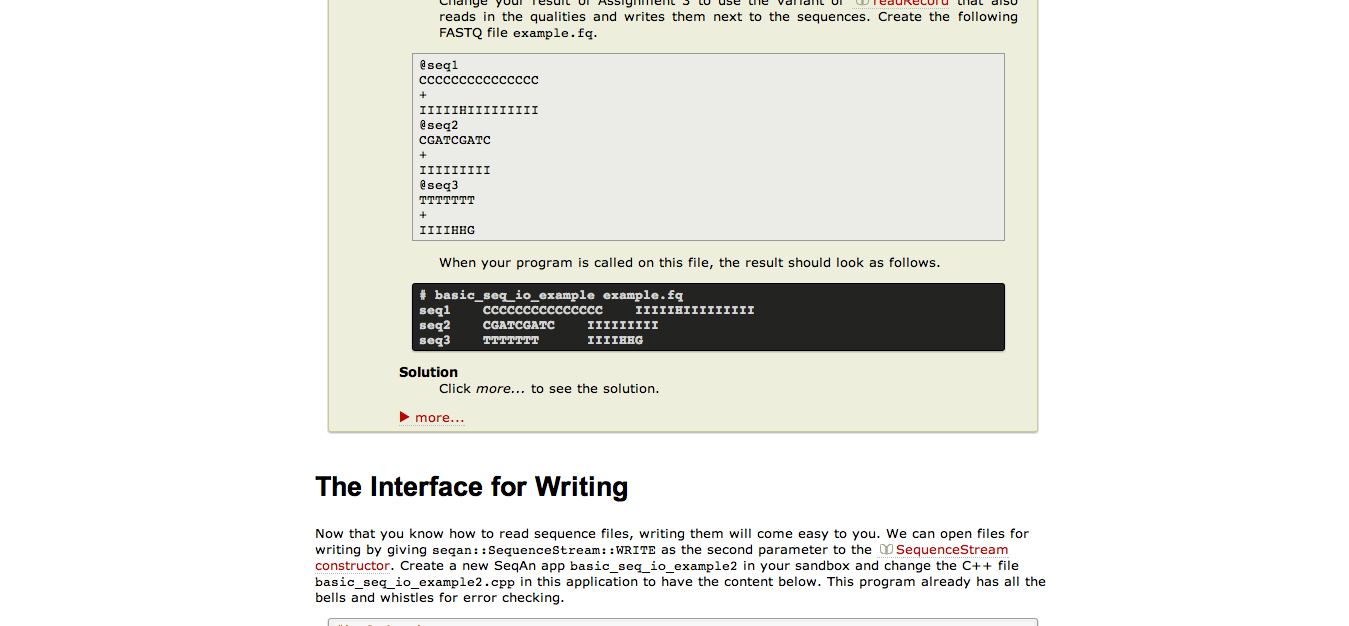 Change your result of Assignment 3 to use the variant of readRecord that also
reads in the qualities and writes them next to the sequences. Create the following
FASTQ file example.fq.
@seq1
CCCCCCCCCCCCCCC
+
IIIIIHIIIIIIIII
@seq2
CGATCGATC
+
IIIIIIIII
@seq3
TTTTTTT
+
IIIIHHG
When your program is called on this file, the result should look as follows.
# basic_seq_io_example example.fq
seq1    CCCCCCCCCCCCCCC    IIIIIHIIIIIIIII
seq2    CGATCGATC    IIIIIIIII
seq3    TTTTTTT      IIIIHHG
Solution
Click more... to see the solution.
more...
The Interface for Writing
Now that you know how to read sequence files, writing them will come easy to you. We can open files for
writing by giving seqan::SequenceStream::WRITE as the second parameter to the SequenceStream
constructor. Create a new SeqAn app basic_seq_io_example2 in your sandbox and change the C++ file
basic_seq_io_example2.cpp in this application to have the content below. This program already has all the
bells and whistles for error checking.